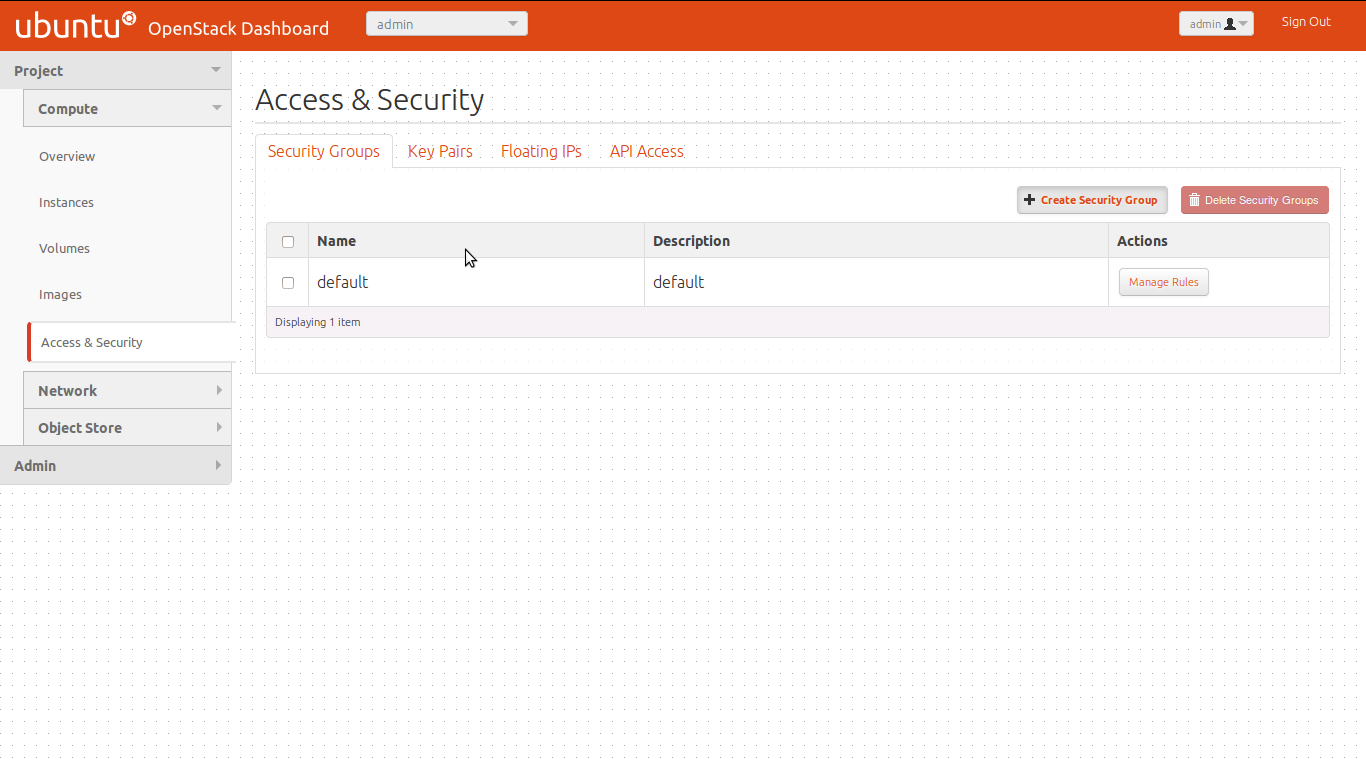 ubuntu OpenStack Dashboard admin admin Sign Out
Project
Compute
Overview
Instances
Volumes
Images
Access & Security
Network
Object Store
Admin
Access & Security
Security Groups Key Pairs Floating IPs API Access
Create Security Group Delete Security Groups
Name Description Actions
default default Manage Rules
Displaying 1 item